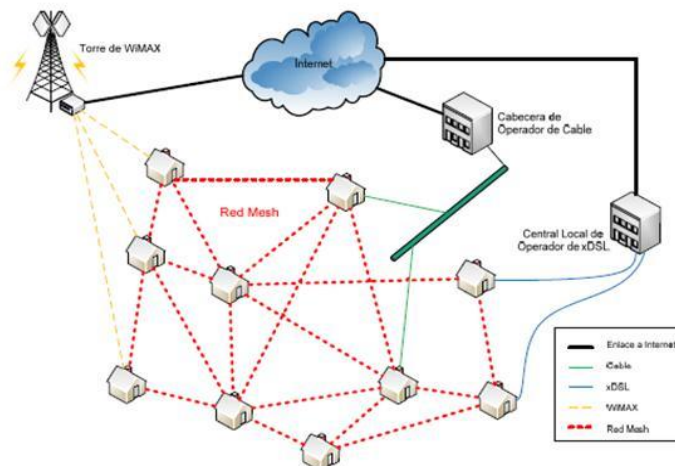 Torre de WiMAX
Internet
Cabecera de
Operador de Cable
Red Mesh
Central Local de
Operador de xDSL
Enlace a Internet
Cable
xDSL
WiMAX
Red Mesh